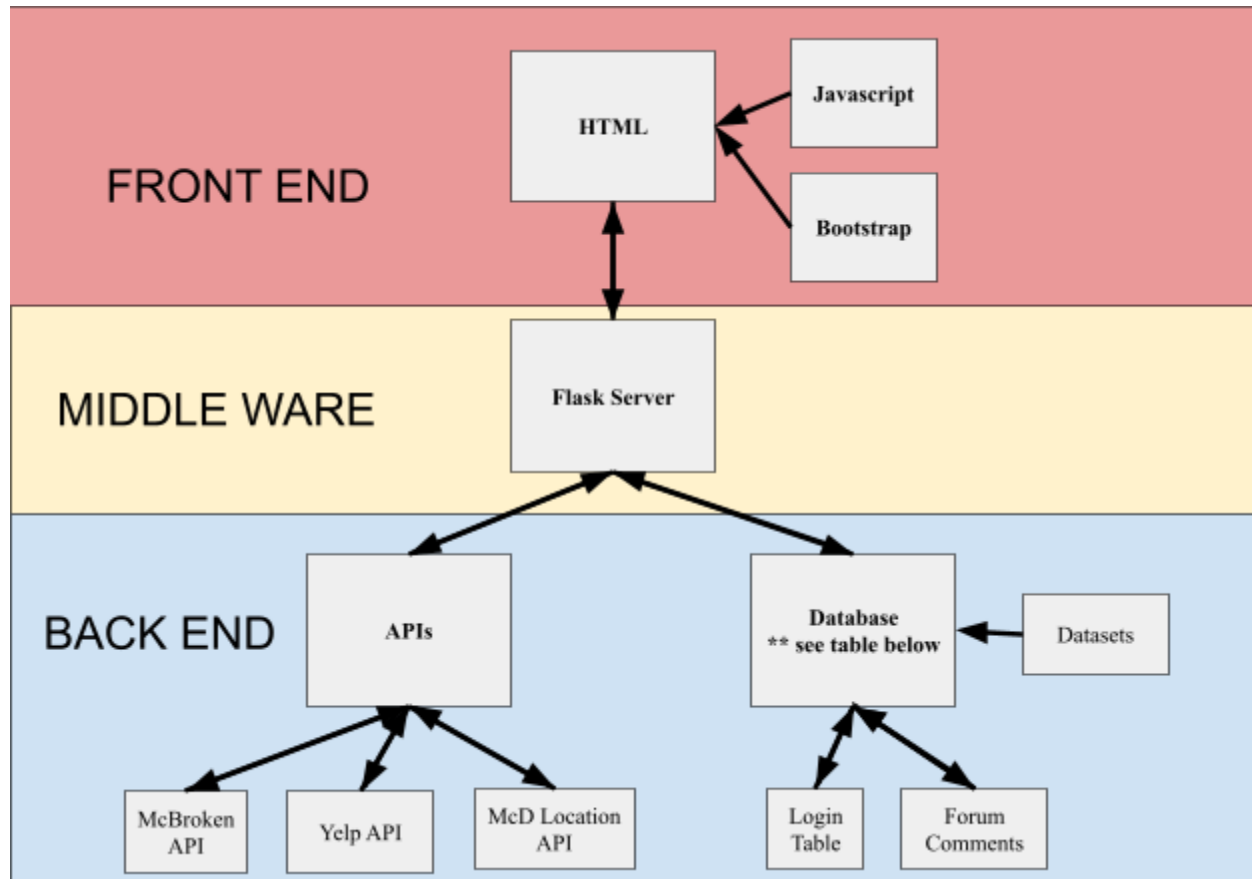 HTML
Javascript
FRONT END
Bootstrap
MIDDLE WARE
Flask Server
BACK END
APIs
Database
** see table below
Datasets
McBroken
API
Yelp API
McD Location
API
Login
Table
Forum
Comments